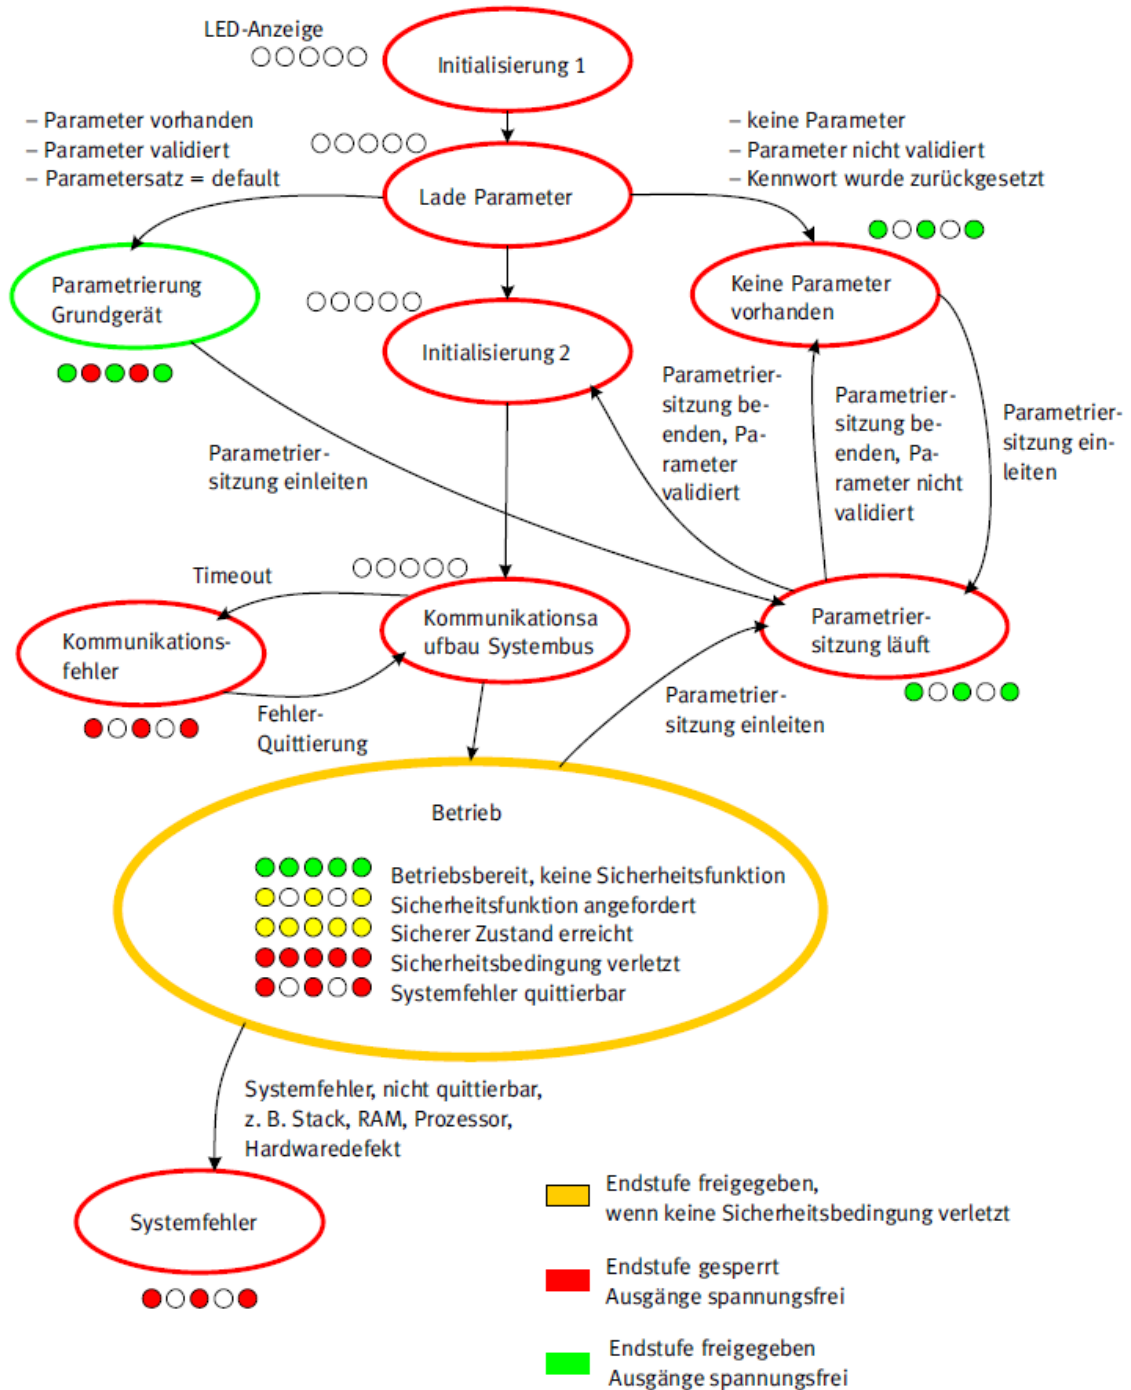 LED-Anzeige
Initialisierung 1
– Parameter vorhanden
– Parameter validiert
– Parametersatz = default
– keine Parameter
– Parameter nicht validiert
– Kennwort wurde zurückgesetzt
Lade Parameter
Parametrierung
Grundgerät
Keine Parameter
vorhanden
Initialisierung 2
Parametrier-
sitzung be-
enden, Pa-
rameter
validiert
Parametrier-
sitzung be-
enden, Pa-
rameter nicht
validiert
Parametrier-
sitzung ein-
leiten
Parametrier-
sitzung einleiten
Timeout
Kommunikations-
fehler
Kommunikationsa
ufbau Systembus
Parametrier-
sitzung läuft
Fehler-
Quittierung
Parametrier-
sitzung einleiten
Betrieb
Betriebsbereit, keine Sicherheitsfunktion
Sicherheitsfunktion angefordert
Sicherer Zustand erreicht
Sicherheitsbedingung verletzt
Systemfehler quittierbar
Systemfehler, nicht quittierbar,
z. B. Stack, RAM, Prozessor,
Hardwaredefekt
Systemfehler
Endstufe freigegeben,
wenn keine Sicherheitsbedingung verletzt
Endstufe gesperrt
Ausgänge spannungsfrei
Endstufe freigegeben
Ausgänge spannungsfrei